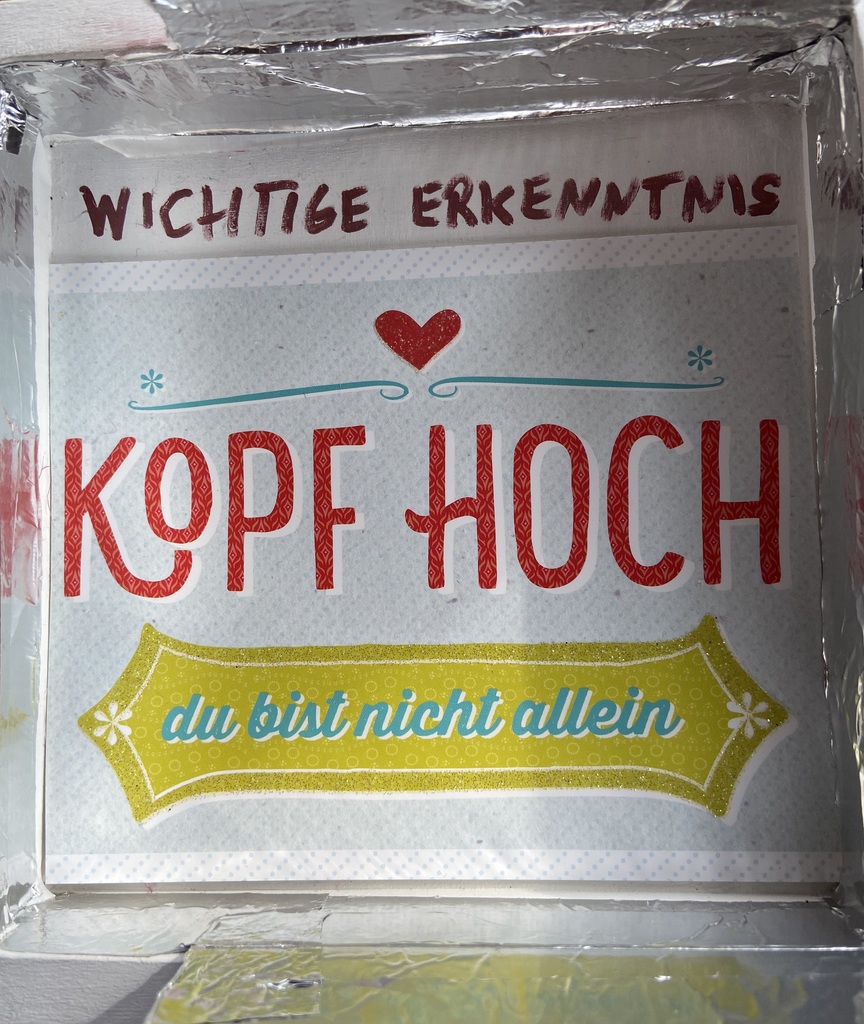 WICHTIGE ERKENNTNIS
KOPF HOCH
du bist nicht allein